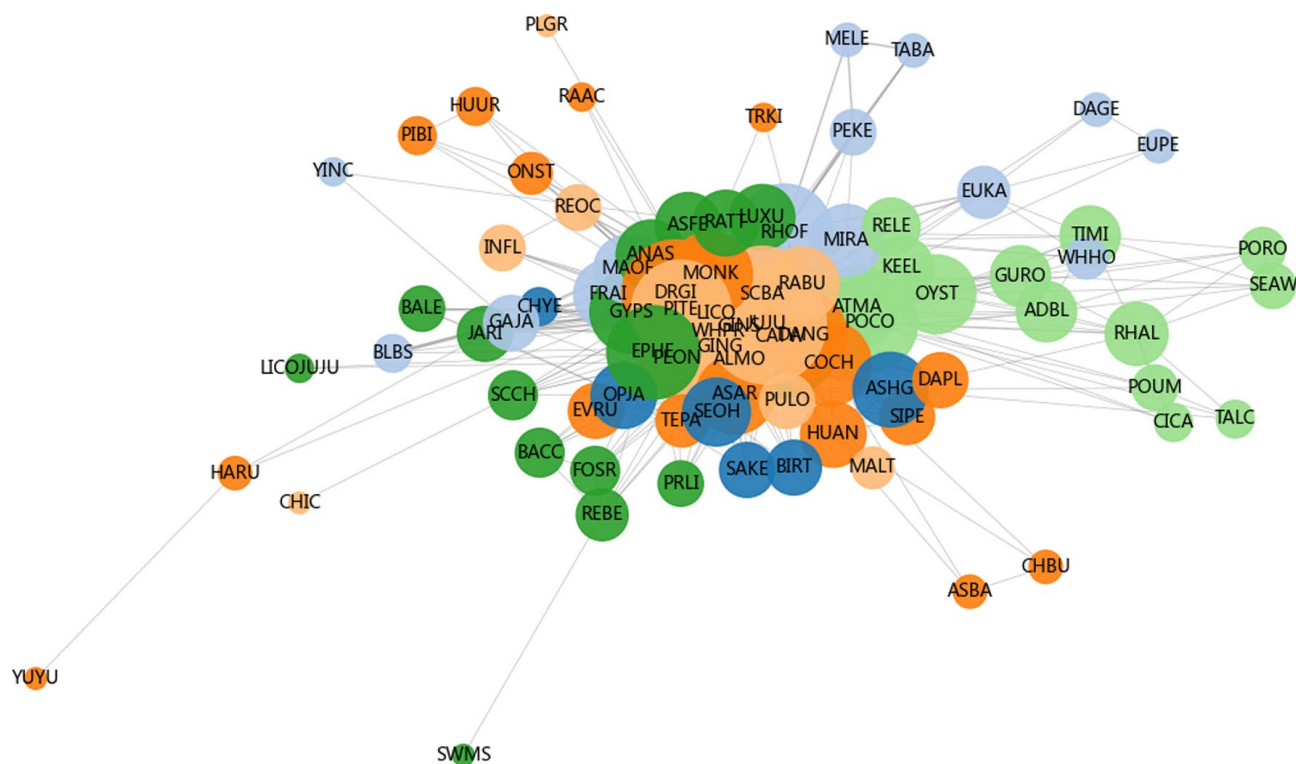 PLGR
MELE
TABA
RAAC
HUUR
TRKI
DAGE
PIBI
PEKE
EUPE
YINC
ONST
EUKA
REOC
ASFE
RATT
LUXU
RHOF
MIRA
RELE
TIMI
INFL
ANAS
MAOF
MONK
KEEL
WHHO
PORO
FRAI
DRGI
SCBA
RABU
OYST
GURO
SEAW
BALE
CHYE
GYPS
PITE
LICO
ATMA
ADBL
JARI
GAJA
WHPR
JUJU
POCO
RHAL
BLBS
EPHE
PEON
GING
CAOW
DANG
LICOJUJU
ALMO
COCH
SCCH
OPJA
ASAR
PULO
ASHG
DAPL
POUM
EVRU
TEPA
SEOH
HUAN
SIPE
CICA
TALC
BACC
HARU
FOSR
PRLI
SAKE
BIRT
MALT
CHIC
REBE
CHBU
ASBA
YUYU
SWMS